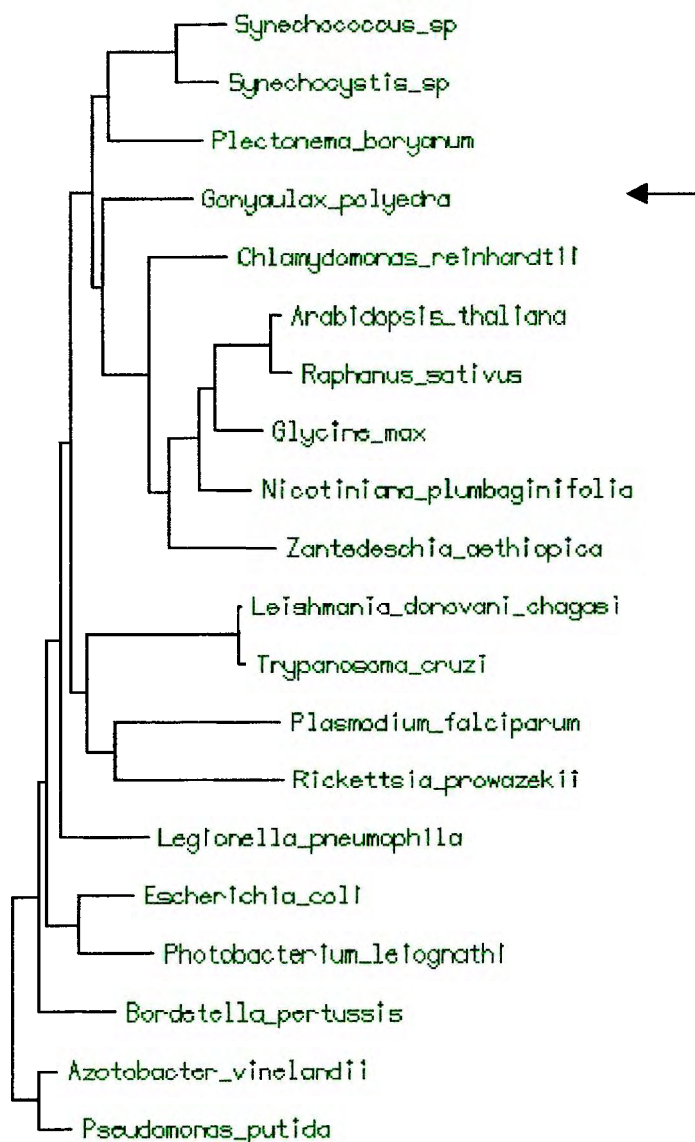 Synechococcus_sp
Synechocystis_sp
Plectonema_boryanum
Gonyaulax_polyedra
Chlamydomonas_reinhardtii
Arabidopsis_thaliana
Raphanus_sativus
Glycine_max
Nicotiniana_plumbaginifolia
Zantedeschia_aethiopica
Leishmania_donovani_chagasi
Trypanosoma_cruzi
Plasmodium_falciparum
Rickettsia_prowazekii
Legionella_pneumophila
Escherichia_coli
Photobacterium_leiognathi
Bordetella_pertussis
Azotobacter_vinelandii
Pseudomonas_putida